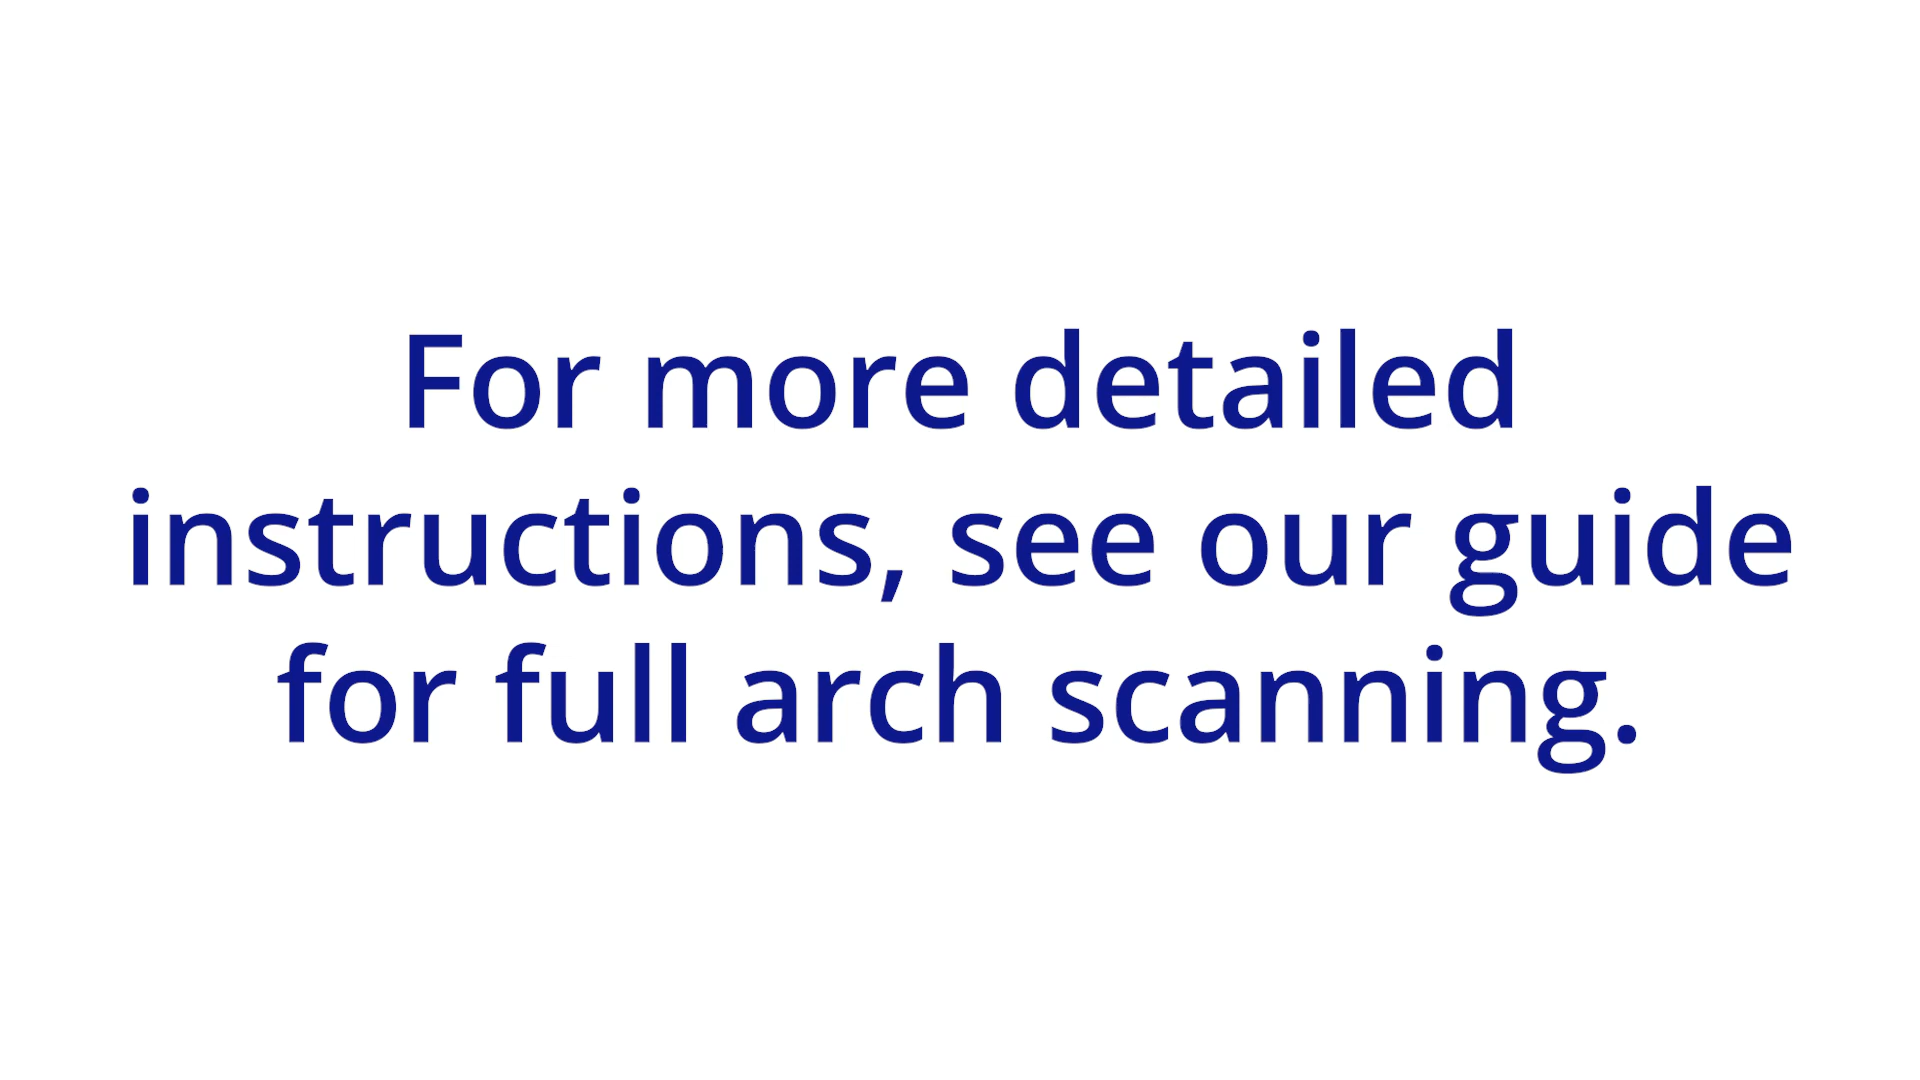 For more detailed
instructions, see our guide
for full arch scanning.